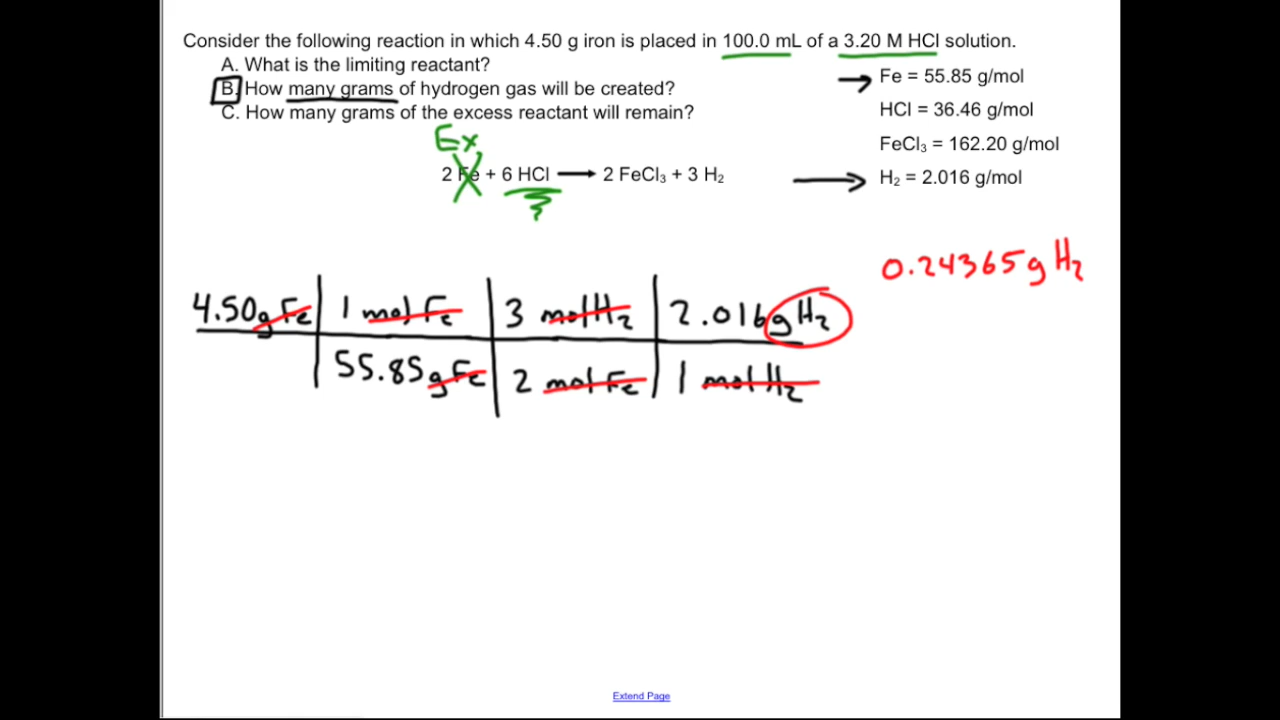 Consider the following reaction in which 4.50 g iron is placed in 100.0 mL of a 3.20 M HCl solution.
A. What is the limiting reactant?
B. How many grams of hydrogen gas will be created?
C. How many grams of the excess reactant will remain?
Fe = 55.85 g/mol
HCl = 36.46 g/mol
FeCl₃ = 162.20 g/mol
H₂ = 2.016 g/mol
Ex
2 Fe + 6 HCl ⟶ 2 FeCl₃ + 3 H₂
0.24365 g H₂
4.50 g Fe | 1 mol Fe | 3 mol H₂ | 2.016 g H₂
55.85 g Fe | 2 mol Fe | 1 mol H₂
Extend Page